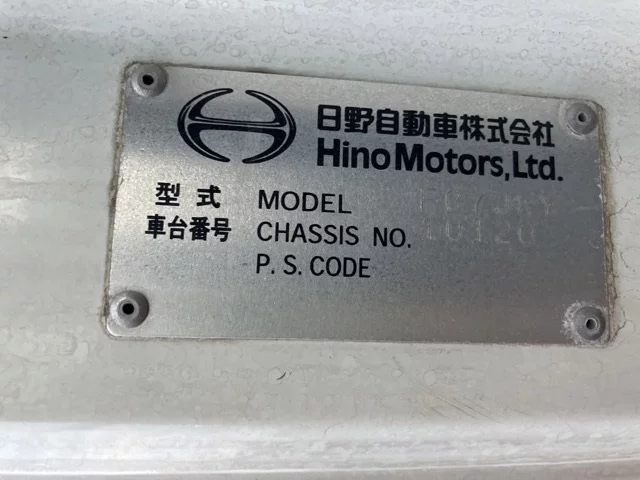 日野自動車株式会社
Hino Motors, Ltd.
型式 MODEL
車台番号 CHASSIS NO. 10120
P.S. CODE